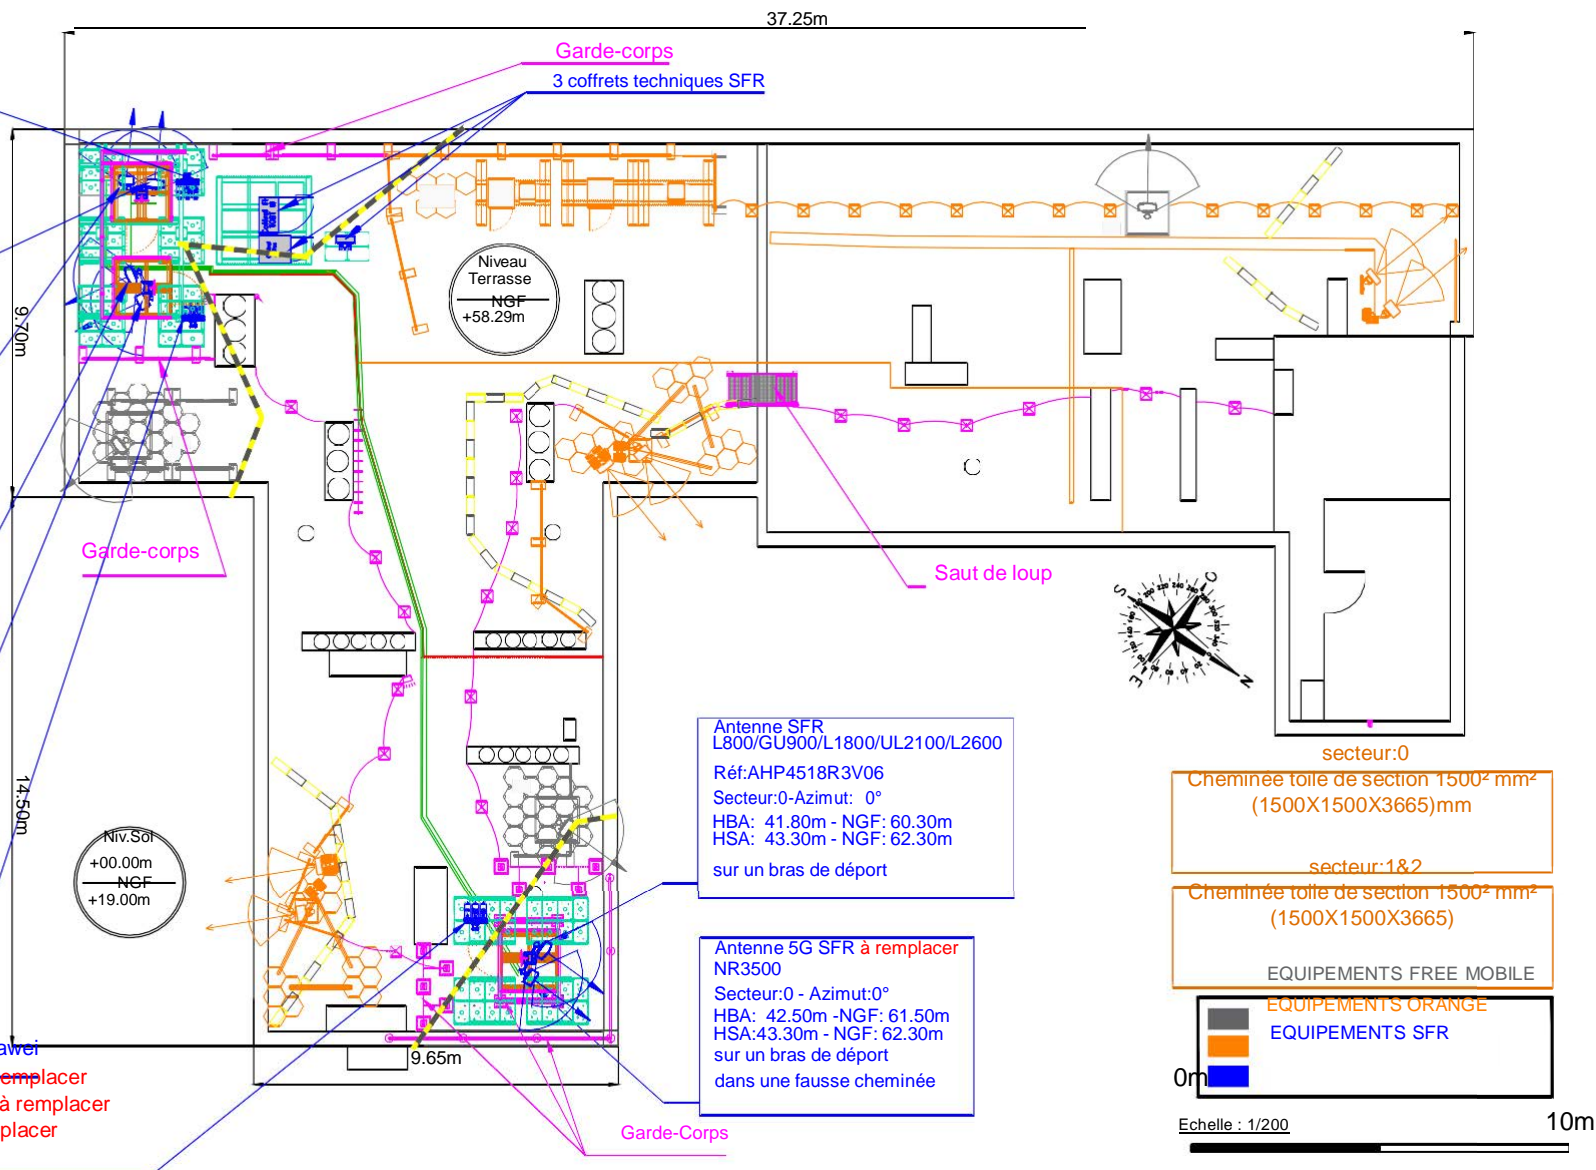 37.25m
Garde-corps
3 coffrets techniques SFR
Niveau
Terrasse
NGF
+58.29m
9.70m
Garde-corps
Saut de loup
S
O
E
N
14.50m
Niv.Sol
+00.00m
NGF
+19.00m
Antenne SFR
L800/GU900/L1800/UL2100/L2600
Réf:AHP4518R3V06
Secteur:0-Azimut: 0°
HBA: 41.80m - NGF: 60.30m
HSA: 43.30m - NGF: 62.30m
sur un bras de déport
Antenne 5G SFR à remplacer
NR3500
Secteur:0 - Azimut:0°
HBA: 42.50m -NGF: 61.50m
HSA:43.30m - NGF: 62.30m
sur un bras de déport
dans une fausse cheminée
secteur:0
Cheminée toile de section 1500² mm²
(1500X1500X3665)mm
secteur:1&2
Cheminée toile de section 1500² mm²
(1500X1500X3665)
EQUIPEMENTS FREE MOBILE
EQUIPEMENTS ORANGE
EQUIPEMENTS SFR
0m
10m
Echelle : 1/200
9.65m
Garde-Corps
awei
emplacer
à remplacer
placer